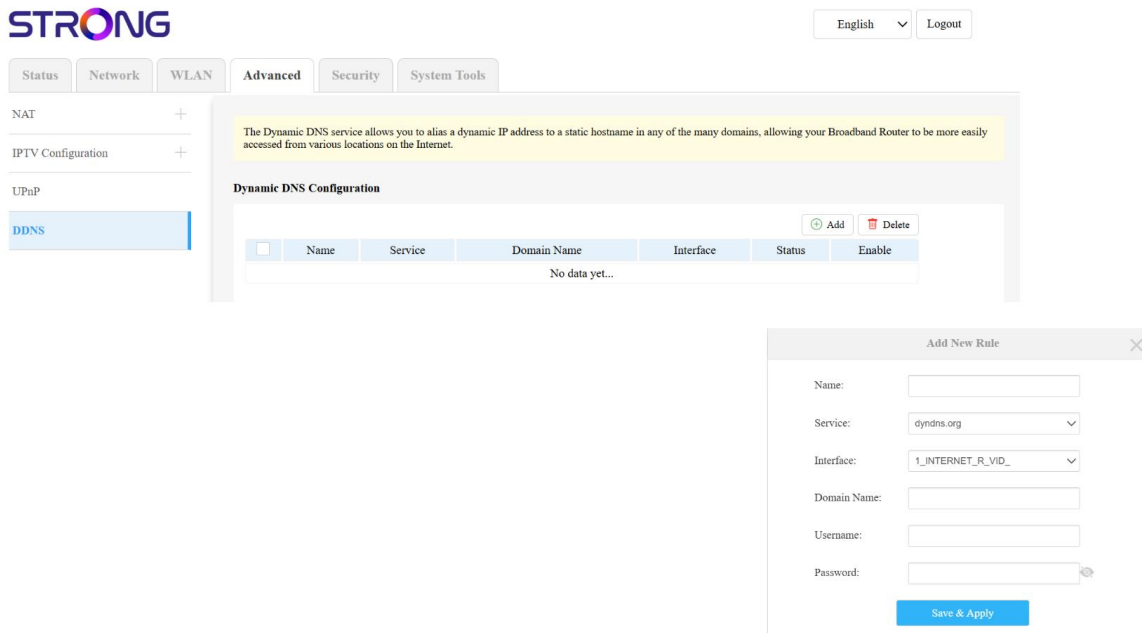 STRONG
English
Logout
Status
Network
WLAN
Advanced
Security
System Tools
NAT
IPTV Configuration
UPnP
DDNS
The Dynamic DNS service allows you to alias a dynamic IP address to a static hostname in any of the many domains, allowing your Broadband Router to be more easily
accessed from various locations on the Internet.
Dynamic DNS Configuration
Add
Delete
Name Service Domain Name Interface Status Enable
No data yet...
Add New Rule
Name:
Service: dyndns.org
Interface: 1_INTERNET_R_VID_
Domain Name:
Username:
Password:
Save & Apply